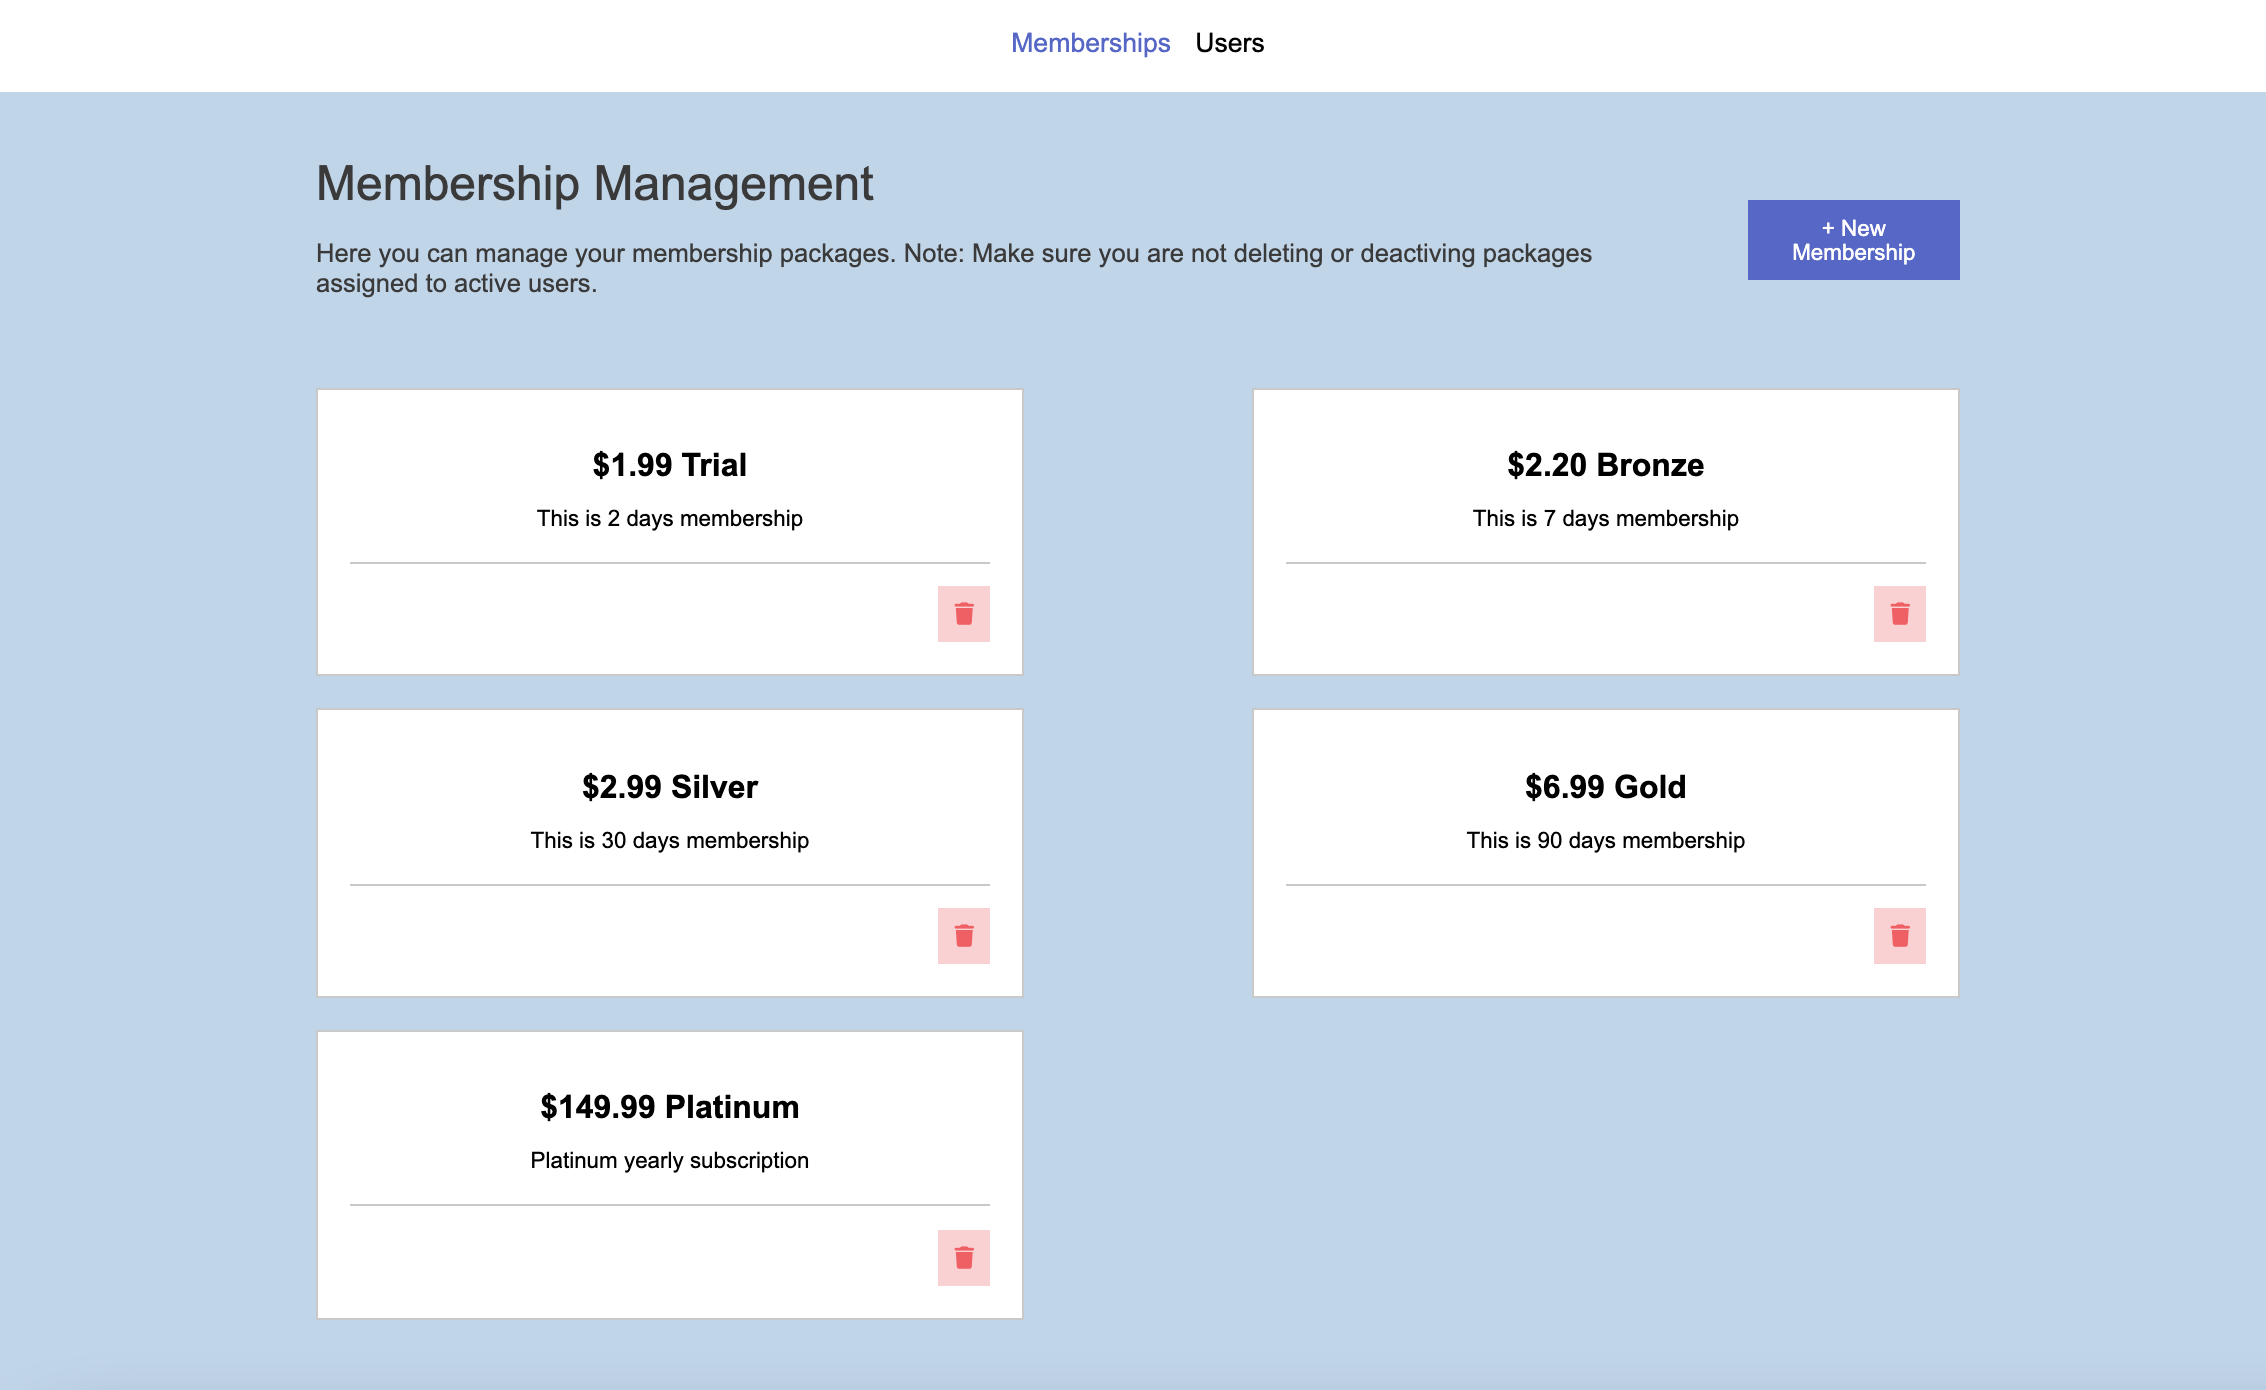 Memberships Users
Membership Management
Here you can manage your membership packages. Note: Make sure you are not deleting or deactiving packages
assigned to active users.
+ New
Membership
$1.99 Trial
This is 2 days membership
$2.20 Bronze
This is 7 days membership
$2.99 Silver
This is 30 days membership
$6.99 Gold
This is 90 days membership
$149.99 Platinum
Platinum yearly subscription